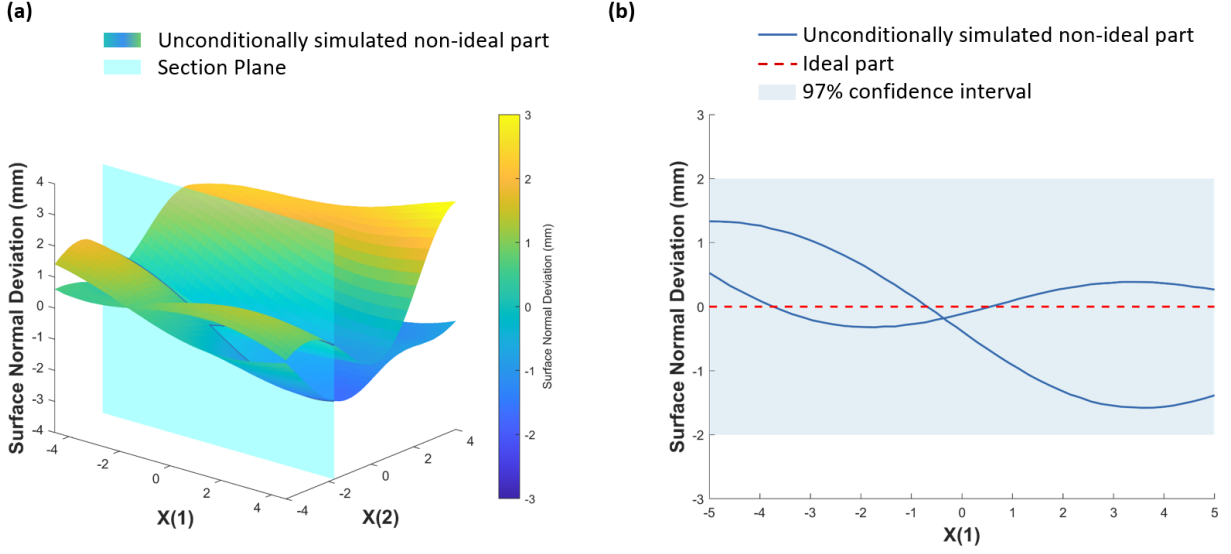 (a)
Unconditionally simulated non-ideal part
Section Plane
Surface Normal Deviation (mm)
4
3
2
1
0
-1
-2
-3
-4
-4
-2
0
2
4
X(1)
-4
-2
0
2
4
X(2)
3
2
1
0
-1
-2
-3
Surface Normal Deviation (mm)
(b)
Unconditionally simulated non-ideal part
Ideal part
97% confidence interval
Surface Normal Deviation (mm)
3
2
1
0
-1
-2
-3
-5 -4 -3 -2 -1 0 1 2 3 4 5
X(1)